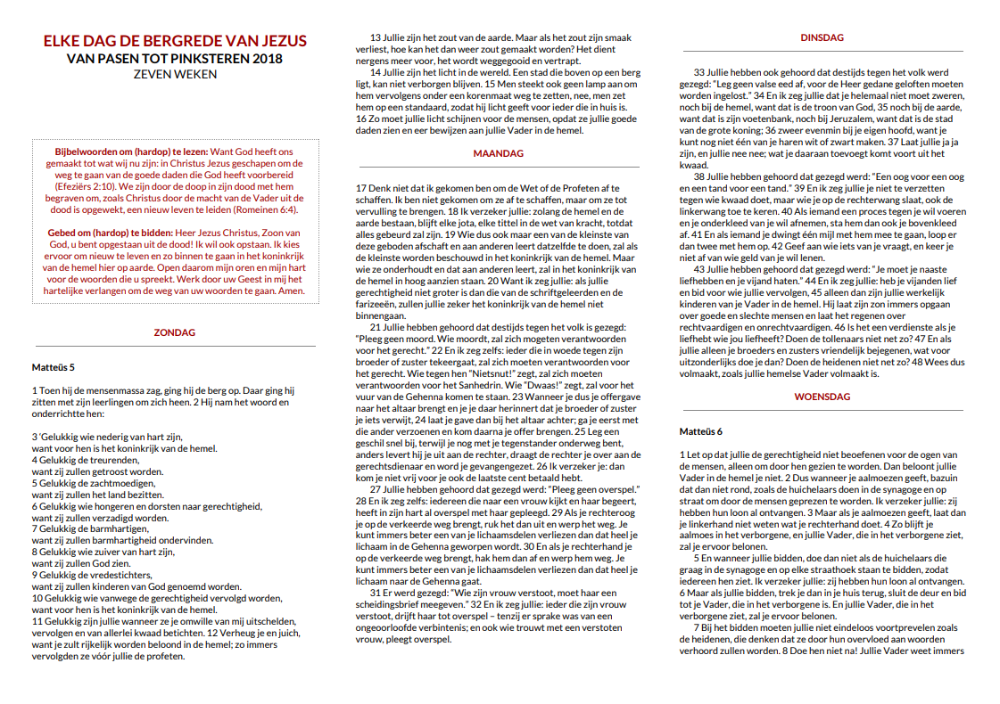 ELKE DAG DE BERGREDE VAN JEZUS
VAN PASEN TOT PINKSTEREN 2018
ZEVEN WEKEN
Bijbelwoorden om (hardop) te lezen: Want God heeft ons
gemaakt tot wat wij nu zijn: in Christus Jezus geschapen om de
weg te gaan van de goede daden die God heeft voorbereid
(Efeziërs 2:10). We zijn door de doop in zijn dood met hem
begraven om, zoals Christus door de macht van de Vader uit de
dood is opgewekt, een nieuw leven te leiden (Romeinen 6:4).
Gebed om (hardop) te bidden: Heer Jezus Christus, Zoon van
God, u bent opgestaan uit de dood! Ik wil ook opstaan. Ik kies
ervoor om nieuw te leven en zo binnen te gaan in het koninkrijk
van de hemel hier op aarde. Open daarom mijn oren en mijn hart
voor de woorden die u spreekt. Werk door uw Geest in mij het
hartelijke verlangen om de weg van uw woorden te gaan. Amen.
ZONDAG
Matteüs 5
1 Toen hij de mensenmassa zag, ging hij de berg op. Daar ging hij
zitten met zijn leerlingen om zich heen. 2 Hij nam het woord en
onderrichtte hen:
3 ‘Gelukkig wie nederig van hart zijn,
want voor hen is het koninkrijk van de hemel.
4 Gelukkig de treurenden,
want zij zullen getroost worden.
5 Gelukkig de zachtmoedigen,
want zij zullen het land bezitten.
6 Gelukkig wie hongeren en dorsten naar gerechtigheid,
want zij zullen verzadigd worden.
7 Gelukkig de barmhartigen,
want zij zullen barmhartigheid ondervinden.
8 Gelukkig wie zuiver van hart zijn,
want zij zullen God zien.
9 Gelukkig de vredestichters,
want zij zullen kinderen van God genoemd worden.
10 Gelukkig wie vanwege de gerechtigheid vervolgd worden,
want voor hen is het koninkrijk van de hemel.
11 Gelukkig zijn jullie wanneer ze je omwille van mij uitschelden,
vervolgen en van allerlei kwaad betichten. 12 Verheug je en juich,
want je zult rijkelijk worden beloond in de hemel; zo immers
vervolgden ze vóór jullie de profeten.
13 Jullie zijn het zout van de aarde. Maar als het zout zijn smaak
verliest, hoe kan het dan weer zout gemaakt worden? Het dient
nergens meer voor, het wordt weggegooid en vertrapt.
14 Jullie zijn het licht in de wereld. Een stad die boven op een berg
ligt, kan niet verborgen blijven. 15 Men steekt ook geen lamp aan om
hem vervolgens onder een korenmaat weg te zetten, nee, men zet
hem op een standaard, zodat hij licht geeft voor ieder die in huis is.
16 Zo moet jullie licht schijnen voor de mensen, opdat ze jullie goede
daden zien en eer bewijzen aan jullie Vader in de hemel.
MAANDAG
17 Denk niet dat ik gekomen ben om de Wet of de Profeten af te
schaffen. Ik ben niet gekomen om ze af te schaffen, maar om ze tot
vervulling te brengen. 18 Ik verzeker jullie: zolang de hemel en de
aarde bestaan, blijft elke jota, elke tittel in de wet van kracht, totdat
alles gebeurd zal zijn. 19 Wie dus ook maar een van de kleinste van
deze geboden afschaft en aan anderen leert datzelfde te doen, zal als
de kleinste worden beschouwd in het koninkrijk van de hemel. Maar
wie ze onderhoudt en dat aan anderen leert, zal in het koninkrijk van
de hemel in hoog aanzien staan. 20 Want ik zeg jullie: als jullie
gerechtigheid niet groter is dan die van de schriftgeleerden en de
farizeeën, zullen jullie zeker het koninkrijk van de hemel niet
binnengaan.
21 Jullie hebben gehoord dat destijds tegen het volk is gezegd:
“Pleeg geen moord. Wie moordt, zal zich mogeten verantwoorden
voor het gerecht.” 22 En ik zeg zelfs: ieder die in woede tegen zijn
broeder of zuster tekeergaat, zal zich moeten verantwoorden voor
het gerecht. Wie tegen hen “Nietsnut!” zegt, zal zich moeten
verantwoorden voor het Sanhedrin. Wie “Dwaas!” zegt, zal voor het
vuur van de Gehenna komen te staan. 23 Wanneer je dus je offergave
naar het altaar brengt en je je daar herinnert dat je broeder of zuster
je iets verwijt, 24 laat je gave dan bij het altaar achter; ga je eerst met
die ander verzoenen en kom daarna je offer brengen. 25 Leg een
geschil snel bij, terwijl je nog met je tegenstander onderweg bent,
anders levert hij je uit aan de rechter, draagt de rechter je over aan de
gerechtsdienaar en word je gevangengezet. 26 Ik verzeker je: dan
kom je niet vrij voor je ook de laatste cent betaald hebt.
27 Jullie hebben gehoord dat gezegd werd: “Pleeg geen overspel.”
28 En ik zeg zelfs: iedereen die naar een vrouw kijkt en haar begeert,
heeft in zijn hart al overspel met haar gepleegd. 29 Als je rechteroog
je op de verkeerde weg brengt, ruk het dan uit en werp het weg. Je
kunt immers beter een van je lichaamsdelen verliezen dan dat heel je
lichaam in de Gehenna geworpen wordt. 30 En als je rechterhand je
op de verkeerde weg brengt, hak hem dan af en werp hem weg. Je
kunt immers beter een van je lichaamsdelen verliezen dan dat heel je
lichaam naar de Gehenna gaat.
31 Er werd gezegd: “Wie zijn vrouw verstoot, moet haar een
scheidingsbrief meegeven.” 32 En ik zeg jullie: ieder die zijn vrouw
verstoot, drijft haar tot overspel – tenzij er sprake was van een
ongeoorloofde verbintenis; en ook wie trouwt met een verstoten
vrouw, pleegt overspel.
DINSDAG
33 Jullie hebben ook gehoord dat destijds tegen het volk werd
gezegd: “Leg geen valse eed af, voor de Heer gedane geloften moeten
worden ingelost.” 34 En ik zeg jullie dat je helemaal niet moet zweren,
noch bij de hemel, want dat is de troon van God, 35 noch bij de aarde,
want dat is zijn voetenbank, noch bij Jeruzalem, want dat is de stad
van de grote koning; 36 zweer evenmin bij je eigen hoofd, want je
kunt nog niet één van je haren wit of zwart maken. 37 Laat jullie ja ja
zijn, en jullie nee nee; wat je daaraan toevoegt komt voort uit het
kwaad.
38 Jullie hebben gehoord dat gezegd werd: “Een oog voor een oog
en een tand voor een tand.” 39 En ik zeg jullie je niet te verzetten
tegen wie kwaad doet, maar wie je op de rechterwang slaat, ook de
linkerwang toe te keren. 40 Als iemand een proces tegen je wil voeren
en je onderkleed van je wil afnemen, sta hem dan ook je bovenkleed
af. 41 En als iemand je dwingt één mijl met hem mee te gaan, loop er
dan twee met hem op. 42 Geef aan wie iets van je vraagt, en keer je
niet af van wie geld van je wil lenen.
43 Jullie hebben gehoord dat gezegd werd: “Je moet je naaste
liefhebben en je vijand haten.” 44 En ik zeg jullie: heb je vijanden lief
en bid voor wie jullie vervolgen, 45 alleen dan zijn jullie werkelijk
kinderen van je Vader in de hemel. Hij laat zijn zon immers opgaan
over goede en slechte mensen en laat het regenen over
rechtvaardigen en onrechtvaardigen. 46 Is het een verdienste als je
liefhebt wie jou liefheeft? Doen de tollenaars niet net zo? 47 En als
jullie alleen je broeders en zusters vriendelijk bejegenen, wat voor
uitzonderlijks doe je dan? Doen de heidenen niet net zo? 48 Wees dus
volmaakt, zoals jullie hemelse Vader volmaakt is.
WOENSDAG
Matteüs 6
1 Let op dat jullie de gerechtigheid niet beoefenen voor de ogen van
de mensen, alleen om door hen gezien te worden. Dan beloont jullie
Vader in de hemel je niet. 2 Dus wanneer je aalmoezen geeft, bazuin
dat dan niet rond, zoals de huichelaars doen in de synagoge en op
straat om door de mensen geprezen te worden. Ik verzeker jullie: zij
hebben hun loon al ontvangen. 3 Maar als je aalmoezen geeft, laat dan
je linkerhand niet weten wat je rechterhand doet. 4 Zo blijft je
aalmoes in het verborgene, en jullie Vader, die in het verborgene ziet,
zal je ervoor belonen.
5 En wanneer jullie bidden, doe dan niet als de huichelaars die
graag in de synagoge en op elke straathoek staan te bidden, zodat
iedereen hen ziet. Ik verzeker jullie: zij hebben hun loon al ontvangen.
6 Maar als jullie bidden, trek je dan in je huis terug, sluit de deur en bid
tot je Vader, die in het verborgene is. En jullie Vader, die in het
verborgene ziet, zal je ervoor belonen.
7 Bij het bidden moeten jullie niet eindeloos voortprevelen zoals
de heidenen, die denken dat ze door hun overvloed aan woorden
verhoord zullen worden. 8 Doe hen niet na! Jullie Vader weet immers